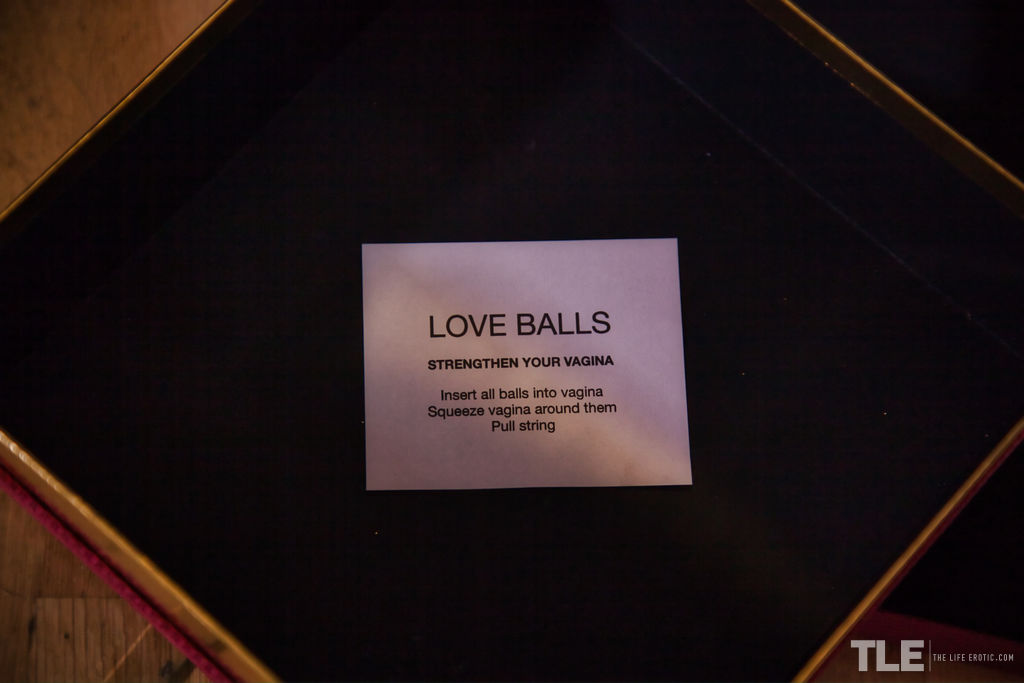 LOVE BALLS
STRENGTHEN YOUR VAGINA
Insert all balls into vagina
Squeeze vagina around them
Pull string
TLE THE LIFE EROTIC.COM